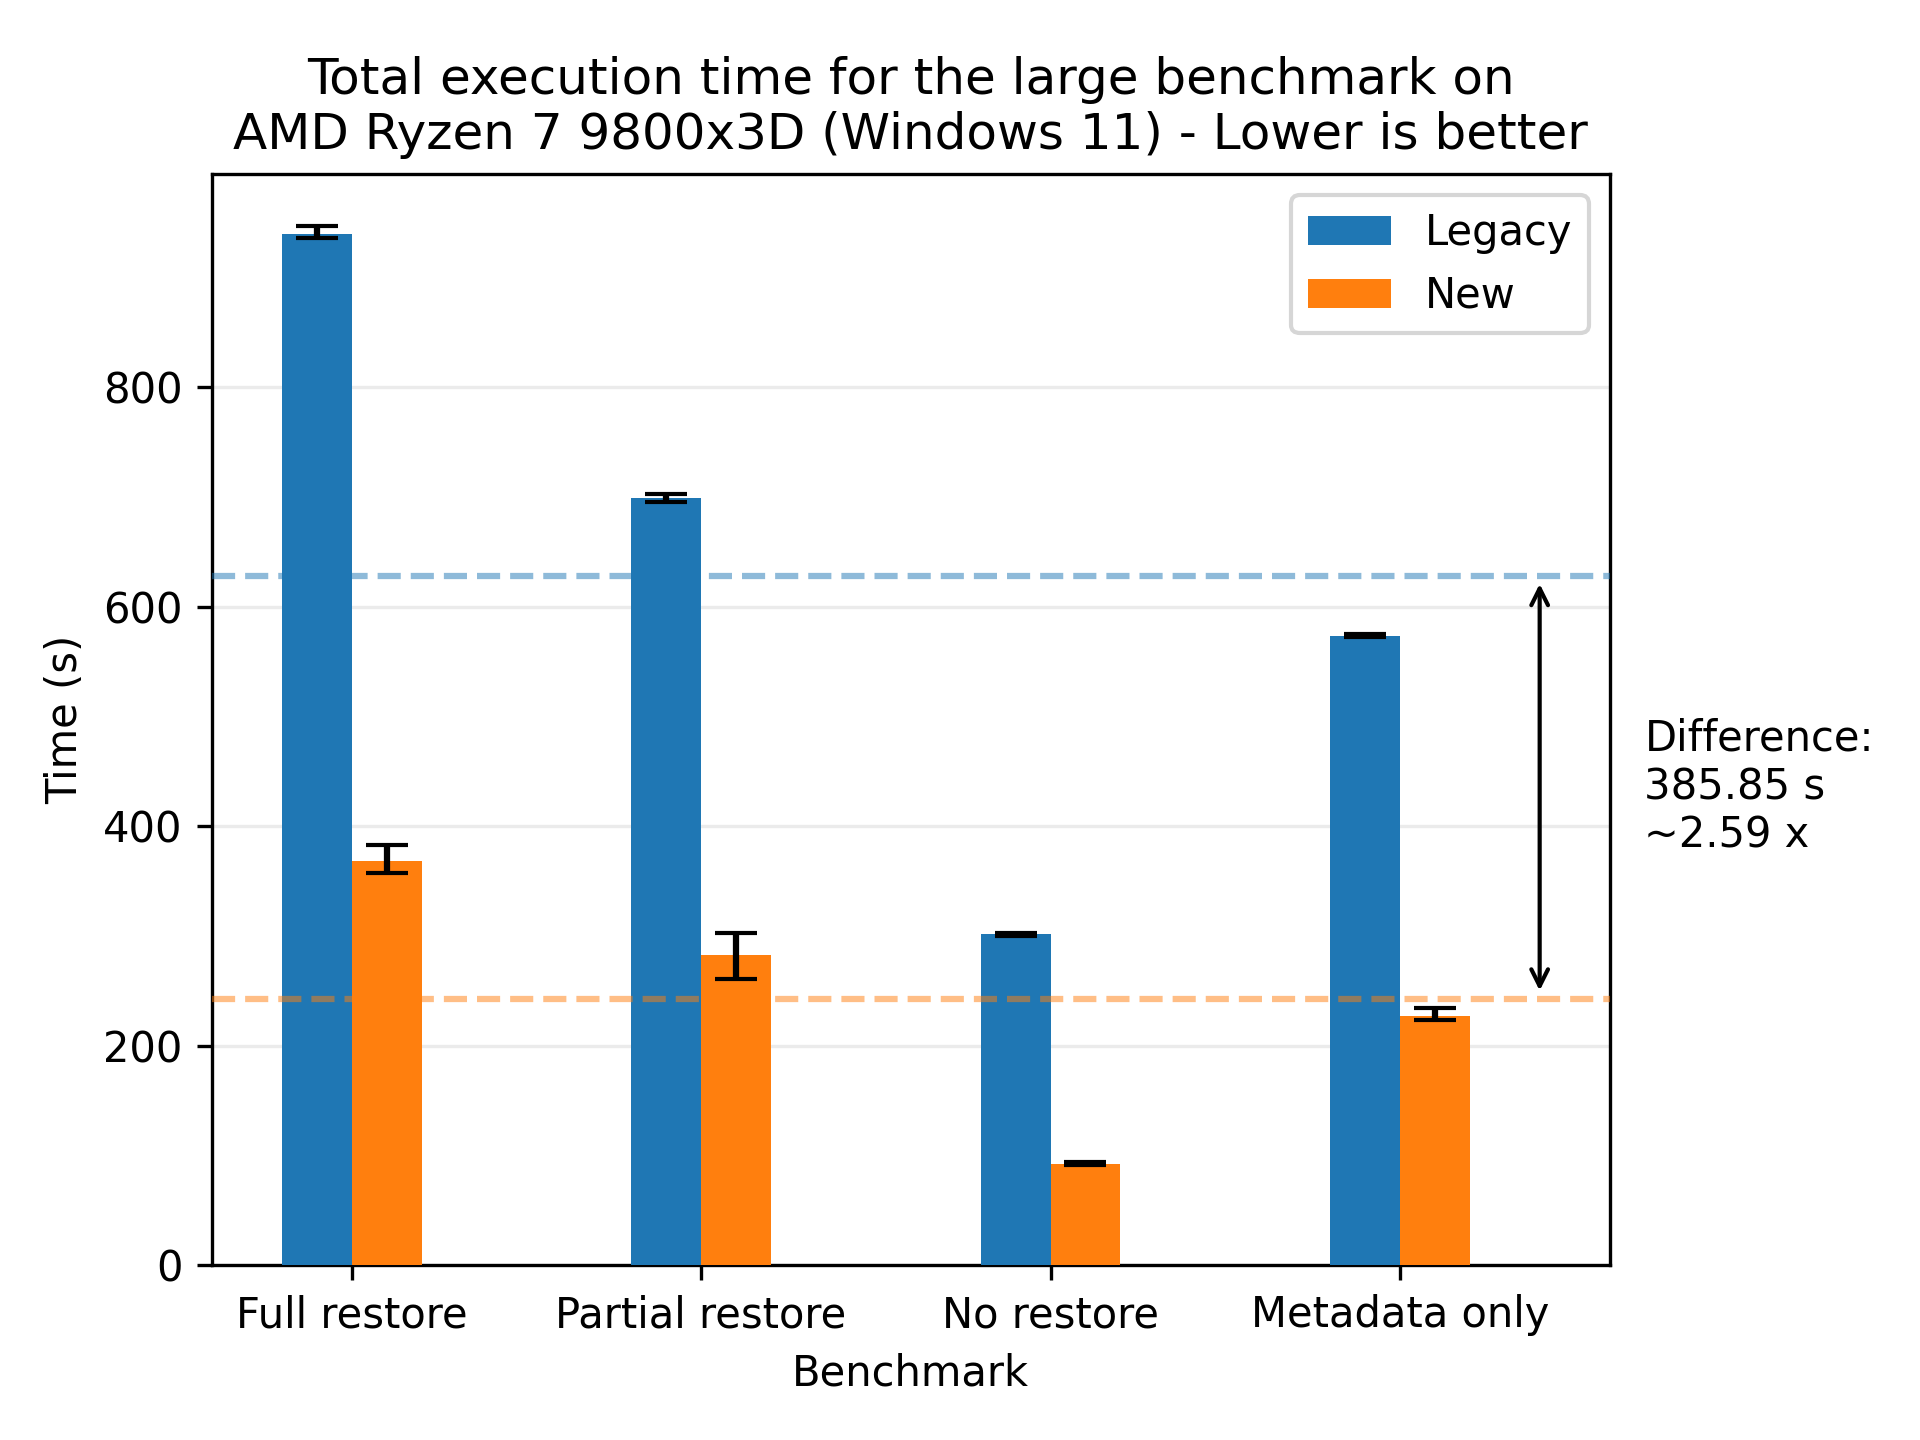 Total execution time for the large benchmark on
AMD Ryzen 7 9800x3D (Windows 11) - Lower is better
Legacy
New
800
600
400
200
0
Time (s)
Difference:
385.85 s
~2.59 x
Full restore
Partial restore
No restore
Metadata only
Benchmark